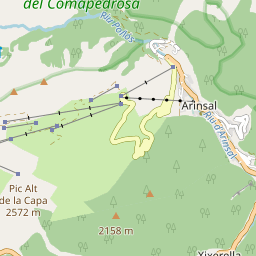 del Comapedrosa
Riu Pollós
Arinsal
Riu d'Arinsal
Pic Alt
de la Capa
2572 m
2158 m
Xixerella